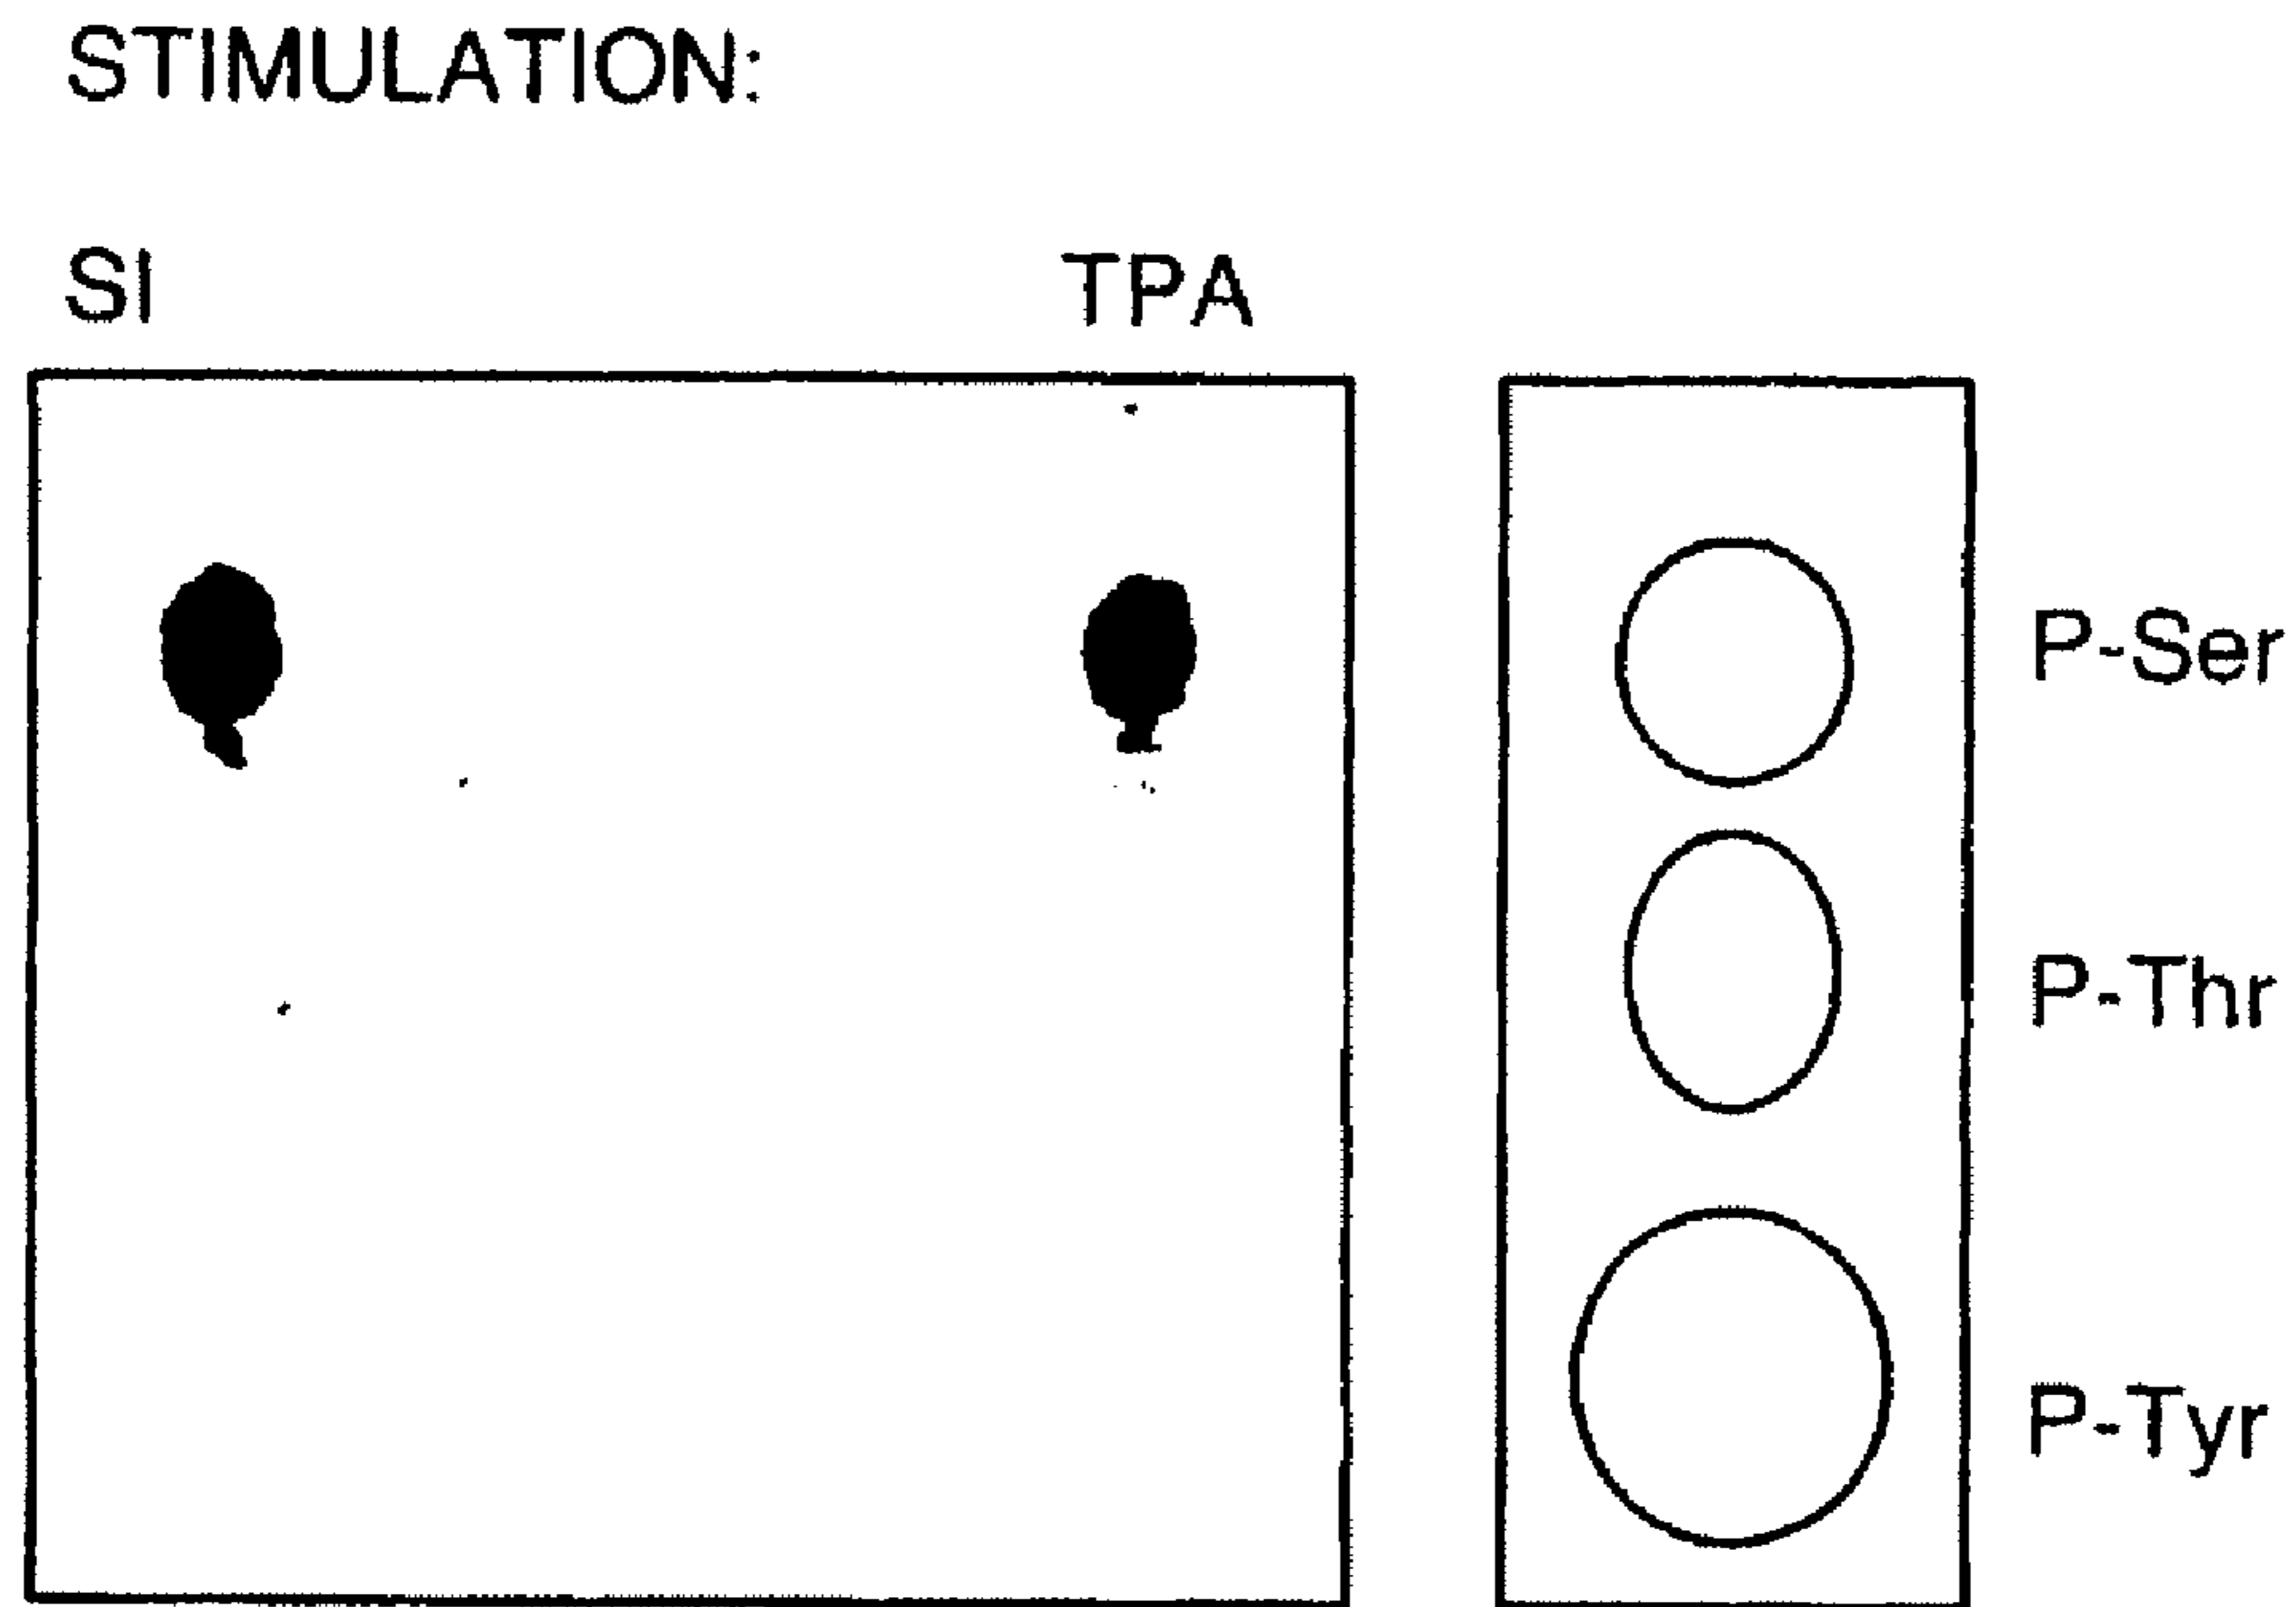 STIMULATION:
SI TPA
P-Ser
P-Thr
P-Tyr